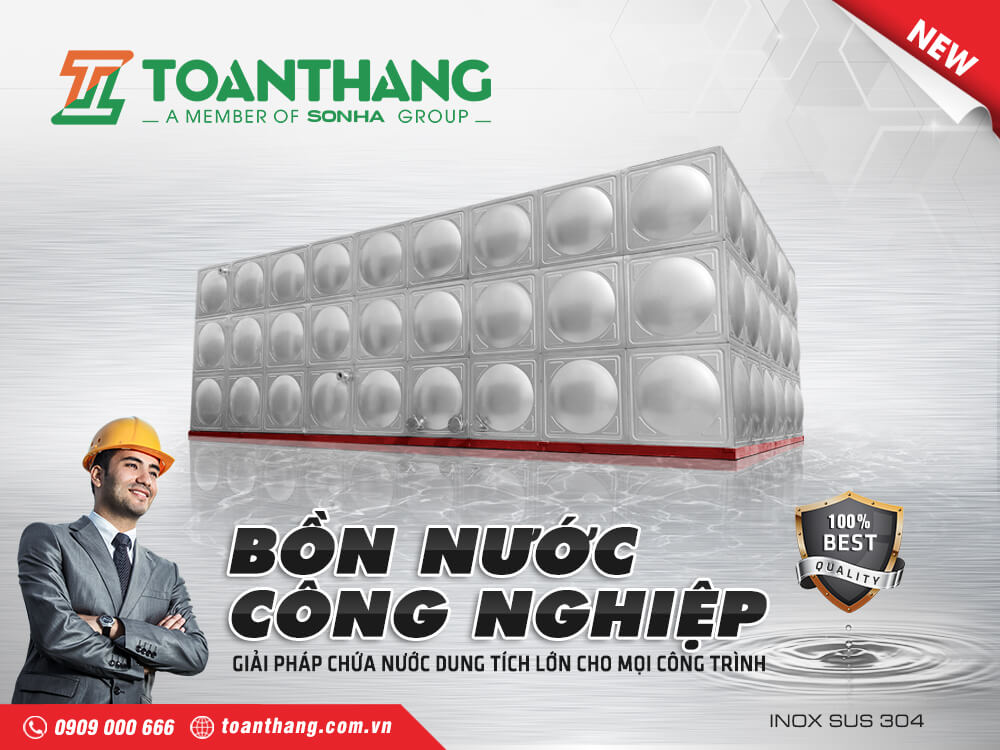 NEW
TOANTHANG
A MEMBER OF SONHA GROUP
100%
BEST
QUALITY
BỒN NƯỚC
CÔNG NGHIỆP
GIẢI PHÁP CHỨA NƯỚC DUNG TÍCH LỚN CHO MỌI CÔNG TRÌNH
0909 000 666 toanthang.com.vn
INOX SUS 304